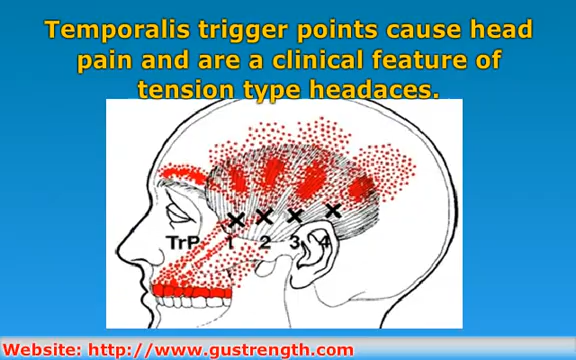 Temporalis trigger points cause head
pain and are a clinical feature of
tension type headaces.
TrP 1 2 3 4
Website: http://www.gustrength.com